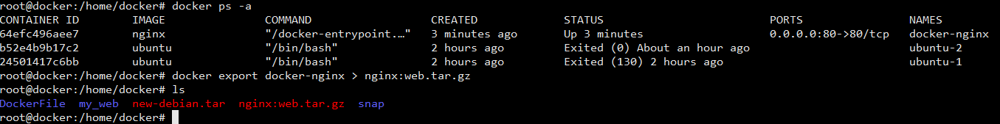 root@docker:/home/docker# docker ps -a
CONTAINER ID   IMAGE     COMMAND                  CREATED         STATUS                         PORTS                NAMES
64efc496aee7   nginx     "/docker-entrypoint.…"   3 minutes ago   Up 3 minutes                   0.0.0.0:80->80/tcp   docker-nginx
b52e4b9b17c2   ubuntu    "/bin/bash"              2 hours ago     Exited (0) About an hour ago                        ubuntu-2
24501417c6bb   ubuntu    "/bin/bash"              2 hours ago     Exited (130) 2 hours ago                            ubuntu-1
root@docker:/home/docker# docker export docker-nginx > nginx:web.tar.gz
root@docker:/home/docker# ls
DockerFile  my_web  new-debian.tar  nginx:web.tar.gz  snap
root@docker:/home/docker#